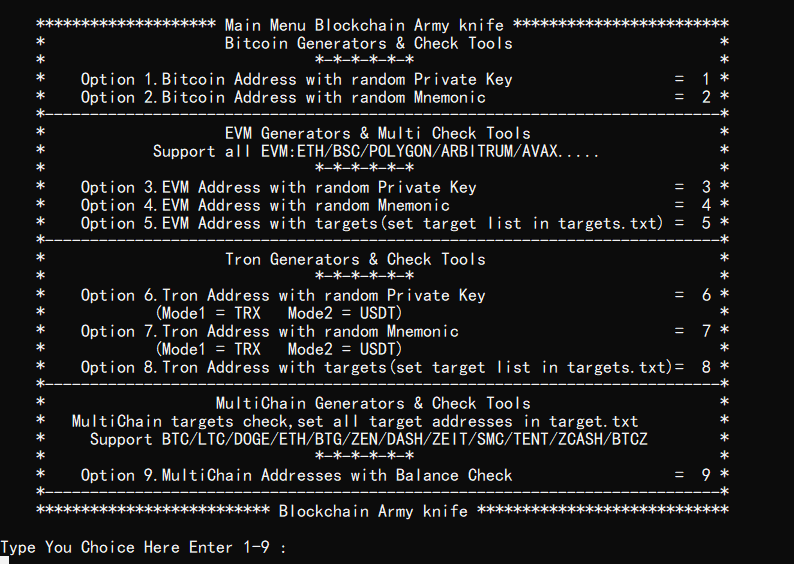 ******************** Main Menu Blockchain Army knife ************************
* Bitcoin Generators & Check Tools *
* *-*-*-*-*-* *
* Option 1.Bitcoin Address with random Private Key = 1 *
* Option 2.Bitcoin Address with random Mnemonic = 2 *
*---------------------------------------------------------------------------*
* EVM Generators & Multi Check Tools *
* Support all EVM:ETH/BSC/POLYGON/ARBITRUM/AVAX..... *
* *-*-*-*-*-* *
* Option 3.EVM Address with random Private Key = 3 *
* Option 4.EVM Address with random Mnemonic = 4 *
* Option 5.EVM Address with targets(set target list in targets.txt) = 5 *
*---------------------------------------------------------------------------*
* Tron Generators & Check Tools *
* *-*-*-*-*-* *
* Option 6.Tron Address with random Private Key = 6 *
* (Mode1 = TRX Mode2 = USDT) *
* Option 7.Tron Address with random Mnemonic = 7 *
* (Mode1 = TRX Mode2 = USDT) *
* Option 8.Tron Address with targets(set target list in targets.txt)= 8 *
*---------------------------------------------------------------------------*
* MultiChain Generators & Check Tools *
* MultiChain targets check,set all target addresses in target.txt *
* Support BTC/LTC/DOGE/ETH/BTG/ZEN/DASH/ZEIT/SMC/TENT/ZCASH/BTCZ *
* *-*-*-*-*-* *
* Option 9.MultiChain Addresses with Balance Check = 9 *
*---------------------------------------------------------------------------*
************************** Blockchain Army knife ****************************
Type You Choice Here Enter 1-9 :